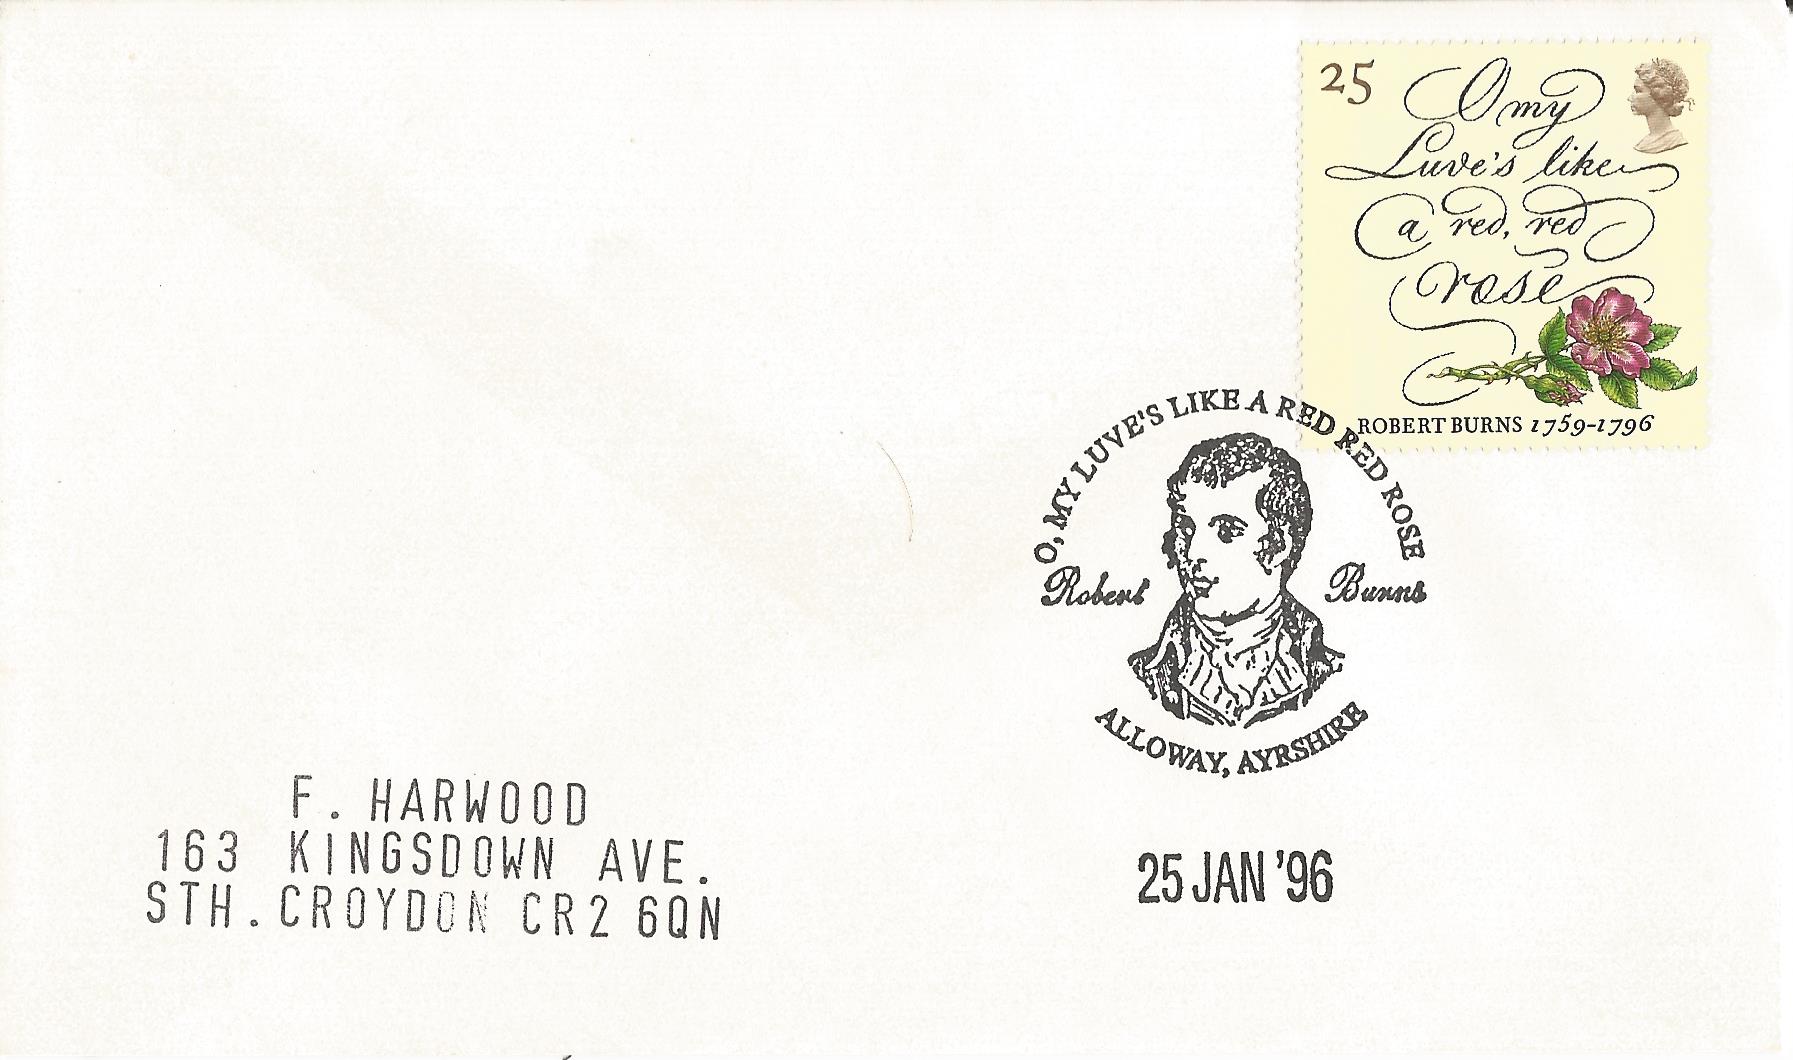 25
O my
Luve's like
a red, red
rose
ROBERT BURNS 1759-1796
O, MY LUVE'S LIKE A RED RED ROSE
Robert Burns
ALLOWAY, AYRSHIRE
25 JAN '96
F. HARWOOD
163 KINGSDOWN AVE.
STH. CROYDON CR2 6QN